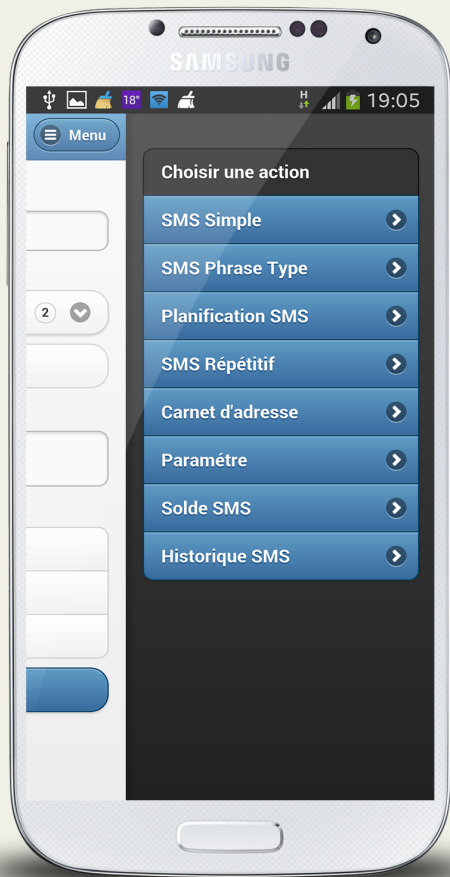 SAMSUNG
18°
H
19:05
Menu
Choisir une action
SMS Simple
SMS Phrase Type
2
Planification SMS
SMS Répétitif
Carnet d'adresse
Paramétre
Solde SMS
Historique SMS